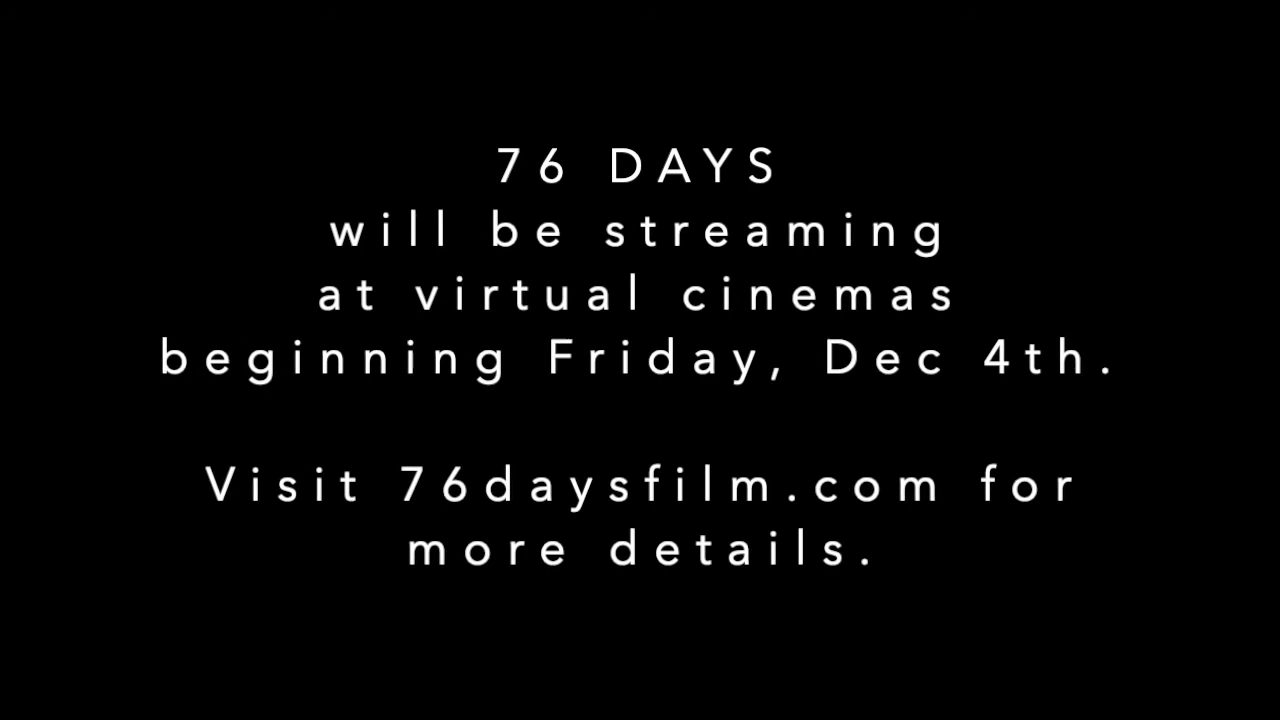 76 DAYS
will be streaming
at virtual cinemas
beginning Friday, Dec 4th.
Visit 76daysfilm.com for
more details.